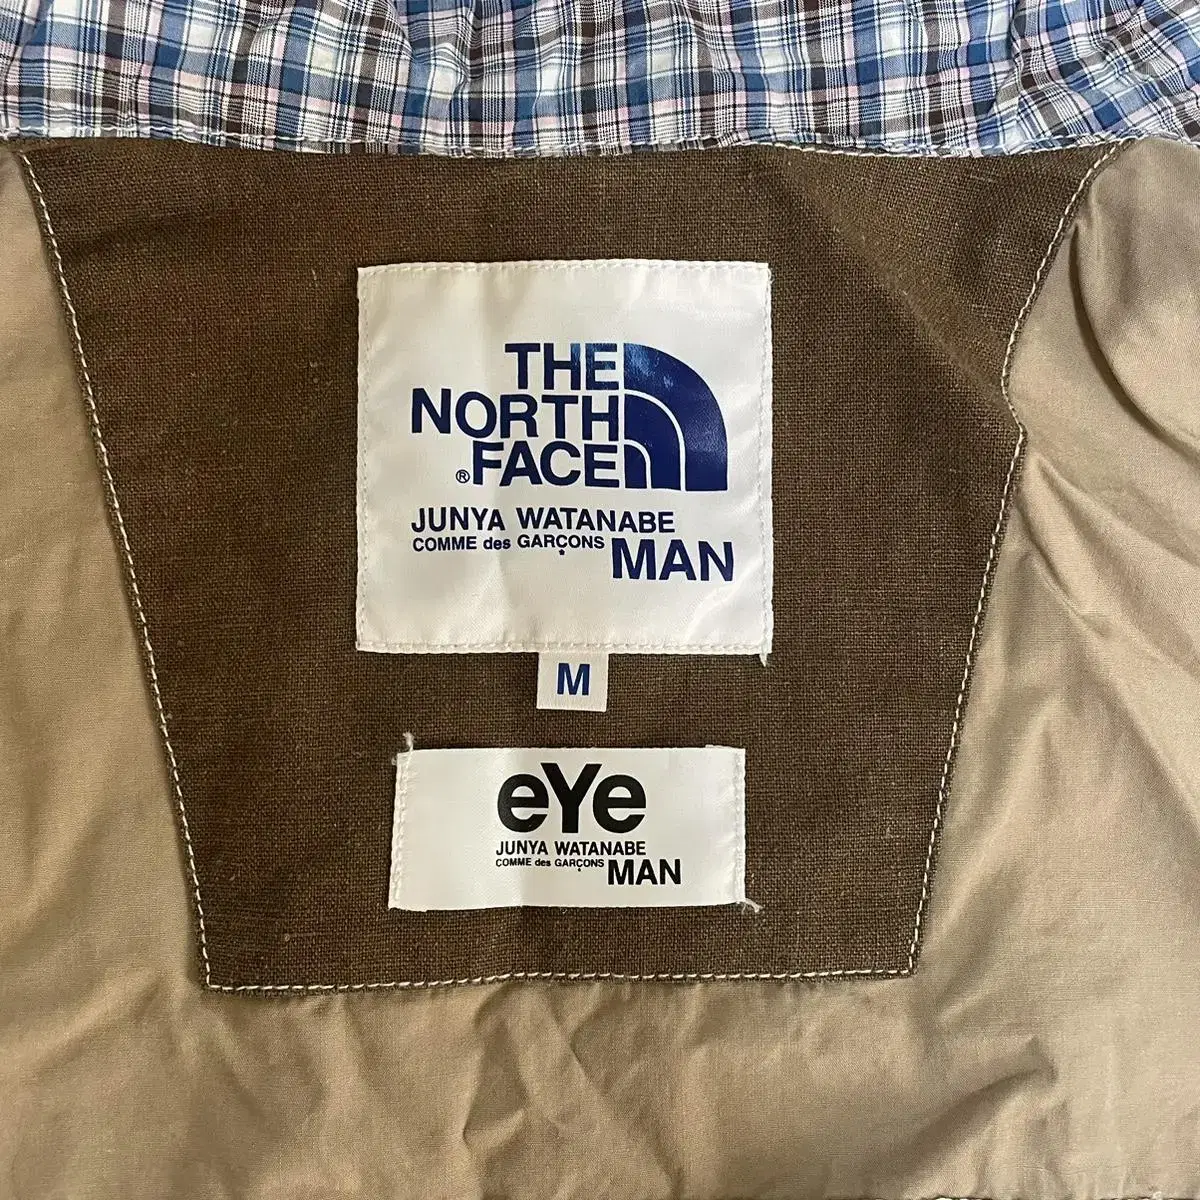 THE
NORTH
®FACE
JUNYA WATANABE
COMME des GARÇONS MAN
M
eYe
JUNYA WATANABE
COMME des GARÇONS MAN